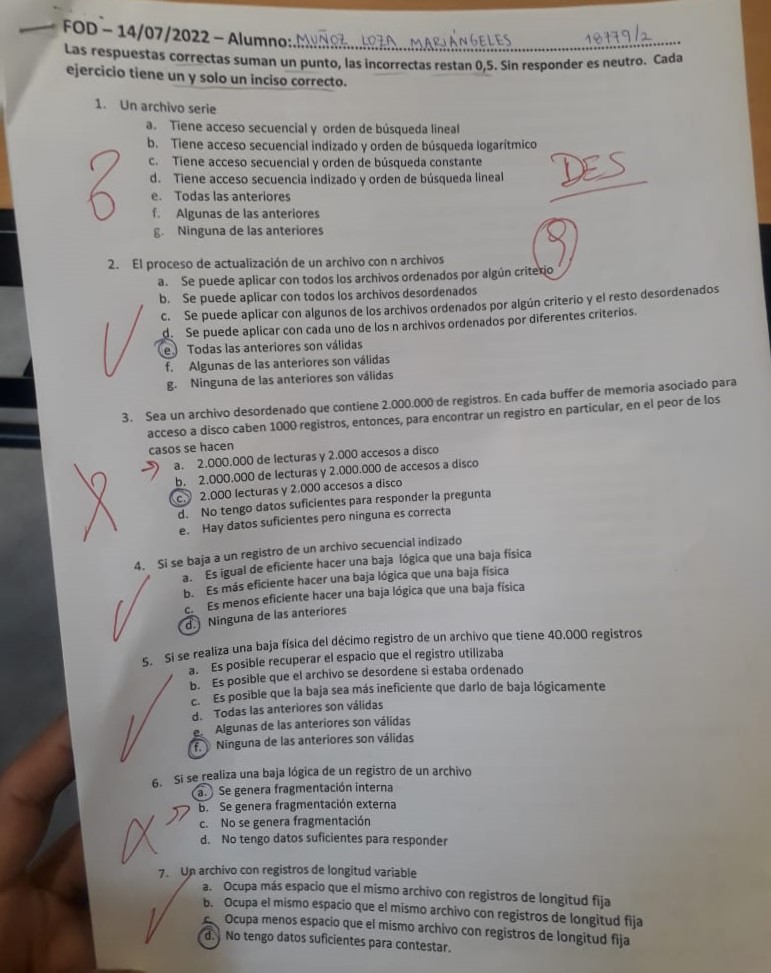 FOD – 14/07/2022 – Alumno: MUÑOZ LOZA MARIÁNGELES 18779/2
Las respuestas correctas suman un punto, las incorrectas restan 0,5. Sin responder es neutro. Cada
ejercicio tiene un y solo un inciso correcto.
1. Un archivo serie
a. Tiene acceso secuencial y orden de búsqueda lineal
b. Tiene acceso secuencial indizado y orden de búsqueda logarítmico
c. Tiene acceso secuencial y orden de búsqueda constante
d. Tiene acceso secuencia indizado y orden de búsqueda lineal
DES
e. Todas las anteriores
f. Algunas de las anteriores
g. Ninguna de las anteriores
2. El proceso de actualización de un archivo con n archivos
a. Se puede aplicar con todos los archivos ordenados por algún criterio
b. Se puede aplicar con todos los archivos desordenados
c. Se puede aplicar con algunos de los archivos ordenados por algún criterio y el resto desordenados
d. Se puede aplicar con cada uno de los n archivos ordenados por diferentes criterios.
e. Todas las anteriores son válidas
f. Algunas de las anteriores son válidas
g. Ninguna de las anteriores son válidas
3. Sea un archivo desordenado que contiene 2.000.000 de registros. En cada buffer de memoria asociado para
acceso a disco caben 1000 registros, entonces, para encontrar un registro en particular, en el peor de los
casos se hacen
a. 2.000.000 de lecturas y 2.000 accesos a disco
b. 2.000.000 de lecturas y 2.000.000 de accesos a disco
c. 2.000 lecturas y 2.000 accesos a disco
d. No tengo datos suficientes para responder la pregunta
e. Hay datos suficientes pero ninguna es correcta
4. Si se baja a un registro de un archivo secuencial indizado
a. Es igual de eficiente hacer una baja lógica que una baja física
b. Es más eficiente hacer una baja lógica que una baja física
c. Es menos eficiente hacer una baja lógica que una baja física
d. Ninguna de las anteriores
5. Si se realiza una baja física del décimo registro de un archivo que tiene 40.000 registros
a. Es posible recuperar el espacio que el registro utilizaba
b. Es posible que el archivo se desordene si estaba ordenado
c. Es posible que la baja sea más ineficiente que darlo de baja lógicamente
d. Todas las anteriores son válidas
e. Algunas de las anteriores son válidas
f. Ninguna de las anteriores son válidas
6. Si se realiza una baja lógica de un registro de un archivo
a. Se genera fragmentación interna
b. Se genera fragmentación externa
c. No se genera fragmentación
d. No tengo datos suficientes para responder
7. Un archivo con registros de longitud variable
a. Ocupa más espacio que el mismo archivo con registros de longitud fija
b. Ocupa el mismo espacio que el mismo archivo con registros de longitud fija
c. Ocupa menos espacio que el mismo archivo con registros de longitud fija
d. No tengo datos suficientes para contestar.